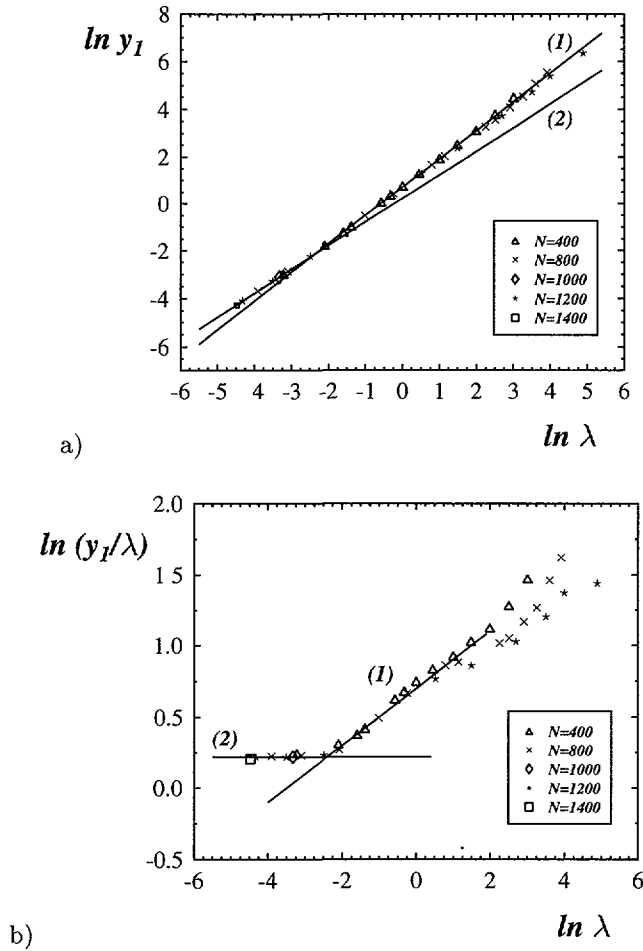 8
ln y1
(1)
6
(2)
4
2
0
-2
-4
-6
N=400
N=800
N=1000
N=1200
N=1400
-6 -5 4 -3 -2 -1 0 1 2 3 4 5 6
a)
ln λ
2.0
ln (y1/λ)
1.5
1.0
(1)
0.5
(2)
0.0
-0.5
N=400
N=800
N=1000
N=1200
N=1400
-6 -4 -2 0 2 4 6
b)
ln λ